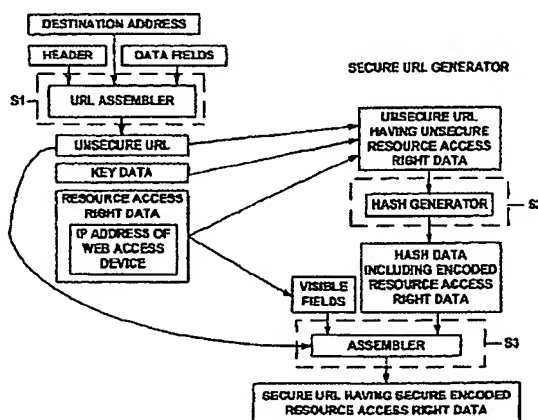 DESTINATION ADDRESS
HEADER
DATA FIELDS
SECURE URL GENERATOR
S1
URL ASSEMBLER
UNSECURE URL
KEY DATA
RESOURCE ACCESS
RIGHT DATA
IP ADDRESS OF
WEB ACCESS
DEVICE
UNSECURE URL
HAVING UNSECURE
RESOURCE ACCESS
RIGHT DATA
HASH GENERATOR
S2
HASH DATA
INCLUDING ENCODED
RESOURCE ACCESS
RIGHT DATA
VISIBLE
FIELDS
ASSEMBLER
S3
SECURE URL HAVING SECURE ENCODED
RESOURCE ACCESS RIGHT DATA